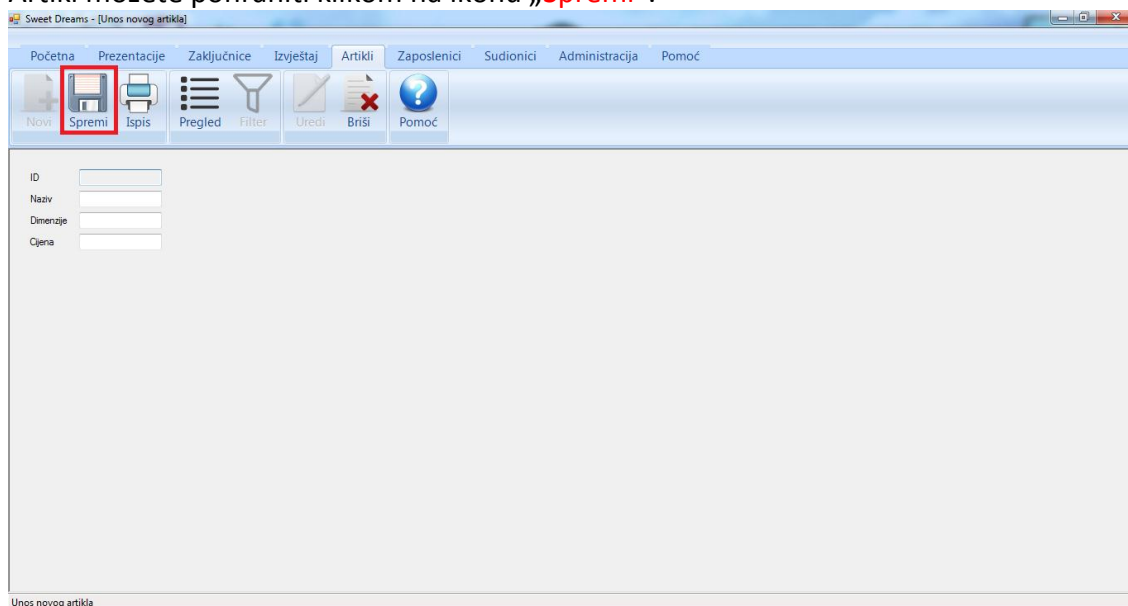 Artikl možete pohraniti klikom na ikonu „Spremi“.
Sweet Dreams - [Unos novog artikla]
Početna Prezentacije Zaključnice Izvještaj Artikli Zaposlenici Sudionici Administracija Pomoć
Novi Spremi Ispis Pregled Filter Uredi Briši Pomoć
ID
Naziv
Dimenzije
Cijena
Unos novog artikla